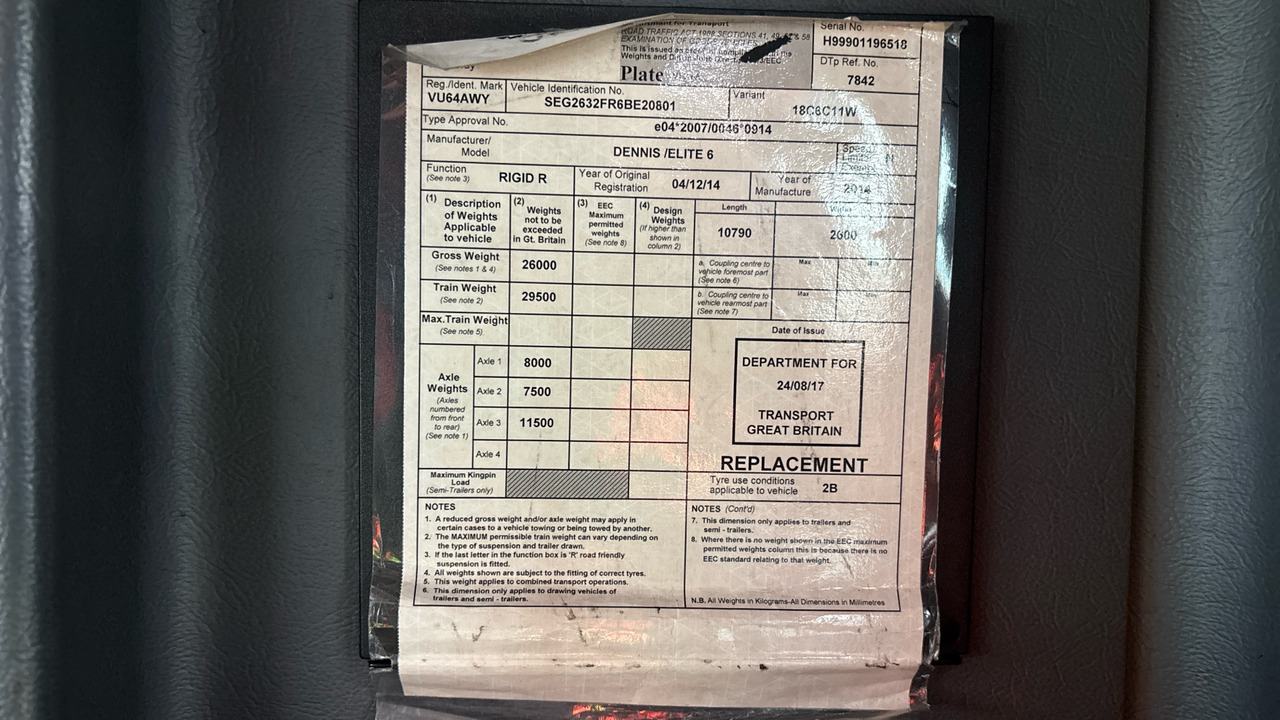 ROAD TRAFFIC ACT 1988 SECTIONS 41, 49, & 58
Serial No.
H99901196518
DTp Ref. No.
7842
Plate
Reg./Ident. Mark
VU64AWY
Vehicle Identification No.
SEG2632FR6BE20801
Variant
18C6C11W
Type Approval No.
e04*2007/0046*0914
Manufacturer/
Model
DENNIS /ELITE 6
Function
(See note 3)
RIGID R
Year of Original
Registration
04/12/14
Year of
Manufacture
2014
(1) Description
of Weights
Applicable
to vehicle
(2) Weights
not to be
exceeded
in Gt. Britain
(3) EEC
Maximum
permitted
weights
(See note 8)
(4) Design
Weights
(If higher than
shown in
column 2)
Length
10790
2600
Gross Weight
(See notes 1 & 4)
26000
a. Coupling centre to
vehicle foremost part
(See note 6)
Max
Min
Train Weight
(See note 2)
29500
b. Coupling centre to
vehicle rearmost part
(See note 7)
Max
Min
Max.Train Weight
(See note 5)
Axle
Weights
(Axles
numbered
from front
to rear)
(See note 1)
Axle 1
8000
Axle 2
7500
Axle 3
11500
Axle 4
Maximum Kingpin
Load
(Semi-Trailers only)
Date of Issue
DEPARTMENT FOR
24/08/17
TRANSPORT
GREAT BRITAIN
REPLACEMENT
Tyre use conditions
applicable to vehicle
2B
NOTES
1. A reduced gross weight and/or axle weight may apply in
certain cases to a vehicle towing or being towed by another.
2. The MAXIMUM permissible train weight can vary depending on
the type of suspension and trailer drawn.
3. If the last letter in the function box is 'R' road friendly
suspension is fitted.
4. All weights shown are subject to the fitting of correct tyres.
5. This weight applies to combined transport operations.
6. This dimension only applies to drawing vehicles of
trailers and semi - trailers.
NOTES (Cont'd)
7. This dimension only applies to trailers and
semi - trailers.
8. Where there is no weight shown in the EEC maximum
permitted weights column this is because there is no
EEC standard relating to that weight.
N.B. All Weights in Kilograms-All Dimensions in Millimetres